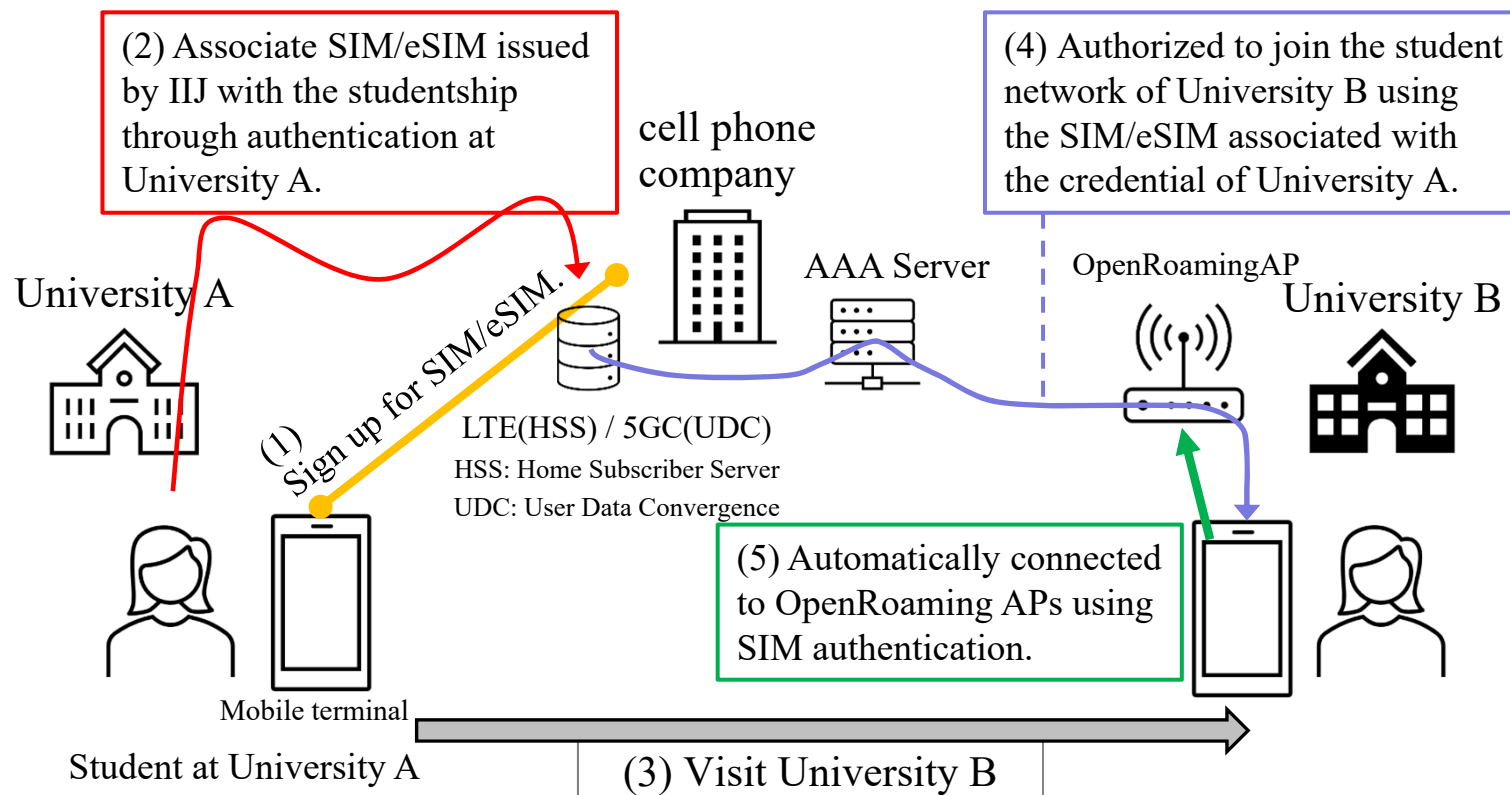 (2) Associate SIM/eSIM issued
by IIJ with the studentship
through authentication at
University A.
(4) Authorized to join the student
network of University B using
the SIM/eSIM associated with
the credential of University A.
cell phone
company
University A
AAA Server
OpenRoamingAP
University B
(1)
Sign up for SIM/eSIM.
LTE(HSS) / 5GC(UDC)
HSS: Home Subscriber Server
UDC: User Data Convergence
(5) Automatically connected
to OpenRoaming APs using
SIM authentication.
Mobile terminal
Student at University A
(3) Visit University B